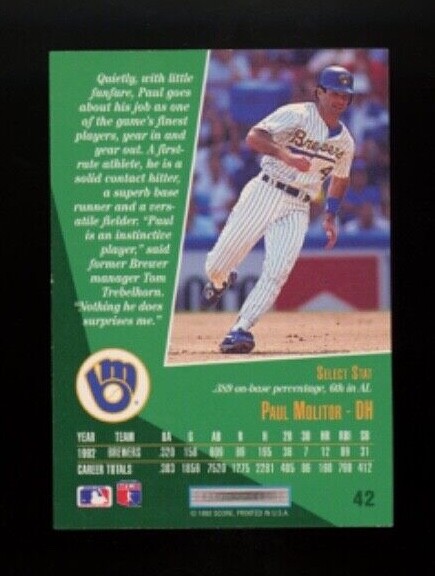 Quietly, with little
fanfare, Paul goes
about his job as one
of the game's finest
players, year in and
year out. A first-
rate athlete, he is a
solid contact hitter,
a superb base
runner and a vers-
atile fielder. "Paul
is an instinctive
player," said
former Brewer
manager Tom
Trebelhorn.
"Nothing he does
surprises me."
Brewers
4
SELECT STAT
.389 on-base percentage, 6th in AL
PAUL MOLITOR - DH
YEAR TEAM BA G AB R H 2B 3B HR RBI SB
1992 BREWERS .320 158 609 89 195 36 7 12 89 31
CAREER TOTALS .303 1856 7520 1275 2281 405 86 160 790 412
© 1992 SCORE, PRINTED IN U.S.A.
42